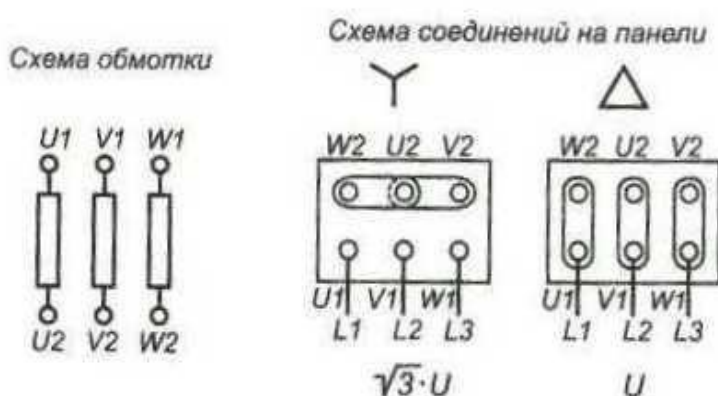 Схема соединений на панели
Схема обмотки
U1 V1 W1
U2 V2 W2
W2 U2 V2
U1 V1 W1
L1 L2 L3
√3·U
W2 U2 V2
U1 V1 W1
L1 L2 L3
U